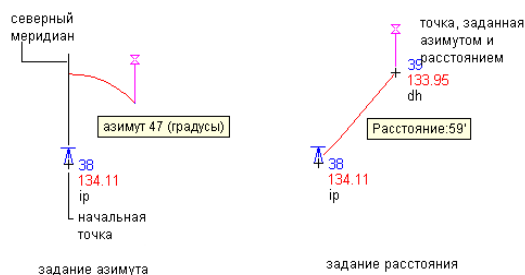 северный
меридиан
азимут 47 (градусы)
38
134.11
ip
начальная
точка
задание азимута
точка, заданная
азимутом и
расстоянием
39
133.95
dh
Расстояние:59'
38
134.11
ip
задание расстояния